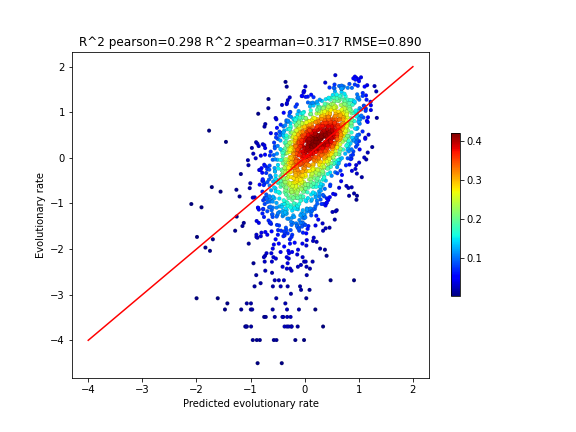 R^2 pearson=0.298 R^2 spearman=0.317 RMSE=0.890
2
1
0
−1
−2
−3
−4
Evolutionary rate
−4 −3 −2 −1 0 1 2
Predicted evolutionary rate
0.4
0.3
0.2
0.1